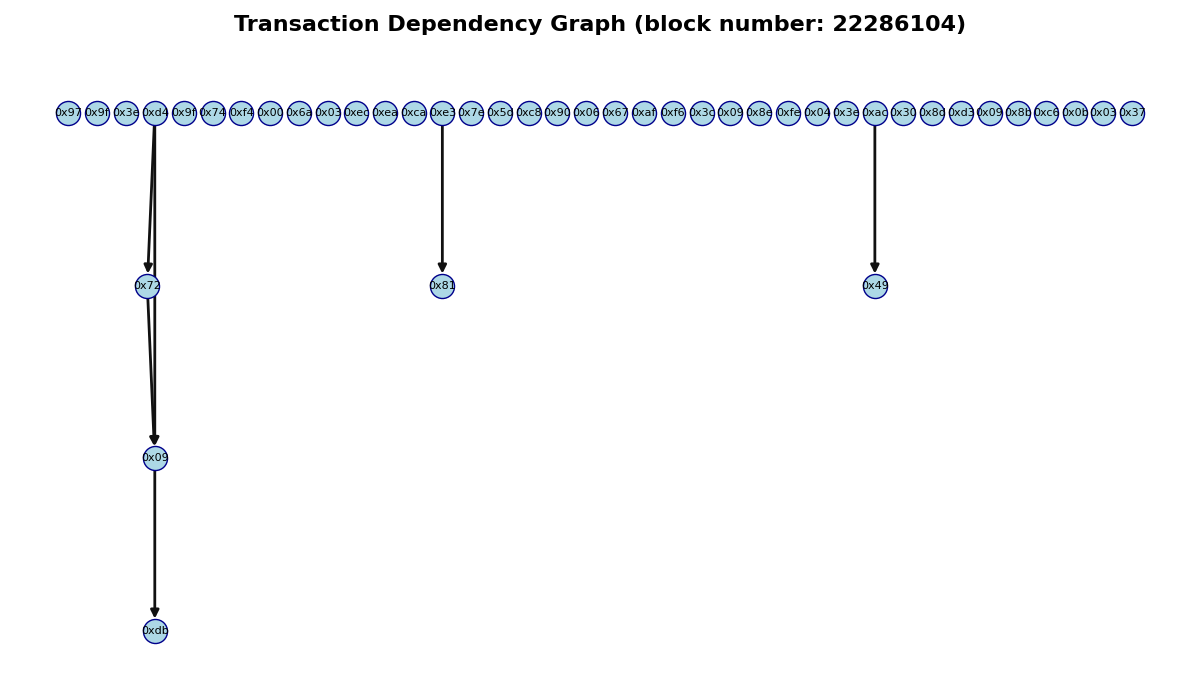 Transaction Dependency Graph (block number: 22286104)
0x97 0x9f 0x3e 0xd4 0x9f 0x74 0xf4 0x00 0x6a 0x03 0xec 0xea 0xca 0xe3 0x7e 0x5c 0xc8 0x90 0x06 0x67 0xaf 0xf6 0x3c 0x09 0x8e 0xfe 0x04 0x3e 0xac 0x30 0x8d 0xd3 0x09 0x8b 0xc6 0x0b 0x03 0x37
0x72 0x81 0x49
0x09
0xdb